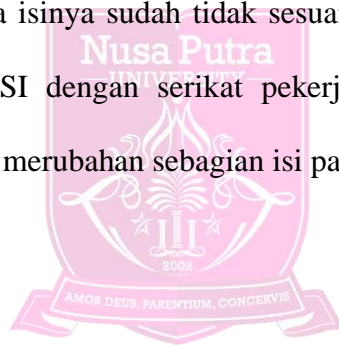 a isinya sudah tidak sesuai
Nusa Putra
UNIVERSITY
SI dengan serikat pekerj
merubahan sebagian isi pa
2002
AMOR DEUS, PARENTIUM, CONCERVIS